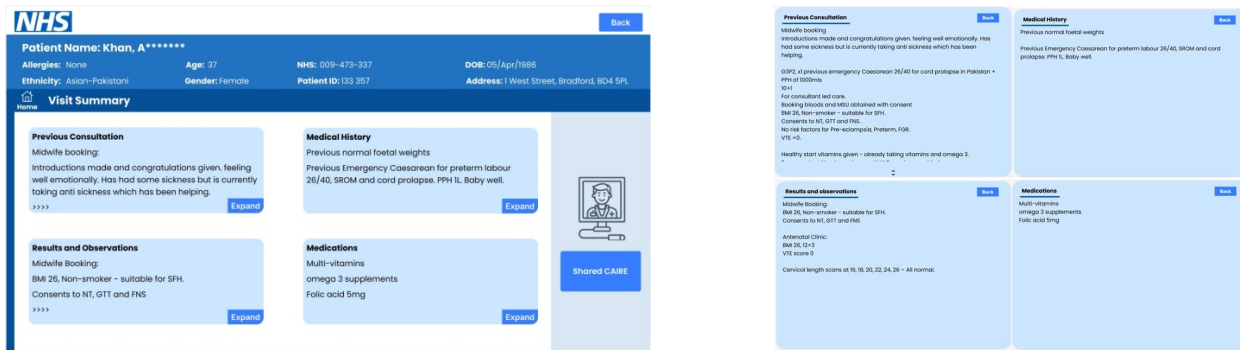 NHS
Back
Patient Name: Khan, A*******
Allergies: None Age: 37 NHS: 009-473-337 DOB: 05/Apr/1986
Ethnicity: Asian-Pakistani Gender: Female Patient ID: 133 357 Address: 1 West Street, Bradford, BD4 5PL
Home Visit Summary
Previous Consultation
Midwife booking:
Introductions made and congratulations given. feeling
well emotionally. Has had some sickness but is currently
taking anti sickness which has been helping.
>>>>
Expand
Medical History
Previous normal foetal weights
Previous Emergency Caesarean for preterm labour
26/40, SROM and cord prolapse. PPH 1L. Baby well.
Expand
Results and Observations
Midwife Booking:
BMI 26, Non-smoker - suitable for SFH.
Consents to NT, GTT and FNS
>>>>
Expand
Medications
Multi-vitamins
omega 3 supplements
Folic acid 5mg
Expand
Shared CAIRE
Previous Consultation
Back
Midwife booking
Introductions made and congratulations given. feeling well emotionally. Has
had some sickness but is currently taking anti sickness which has been
helping.
G3P2, x1 previous emergency Caesarean 26/40 for cord prolapse in Pakistan +
PPH of 1000mls
10+1
For consultant led care.
Booking bloods and MSU obtained with consent
BMI 26, Non-smoker - suitable for SFH.
Consents to NT, GTT and FNS.
No risk factors for Pre-eclampsia, Preterm, FGR.
VTE =0.
Healthy start vitamins given - already taking vitamins and omega 3.
Medical History
Back
Previous normal foetal weights
Previous Emergency Caesarean for preterm labour 26/40, SROM and cord
prolapse. PPH 1L. Baby well.
Results and observations
Back
Midwife Booking:
BMI 26, Non-smoker - suitable for SFH.
Consents to NT, GTT and FNS
Antenatal Clinic:
BMI 26, 12+3
VTE score 0
Cervical length scans at 16, 18, 20, 22, 24, 26 – All normal.
Medications
Back
Multi-vitamins
omega 3 supplements
Folic acid 5mg